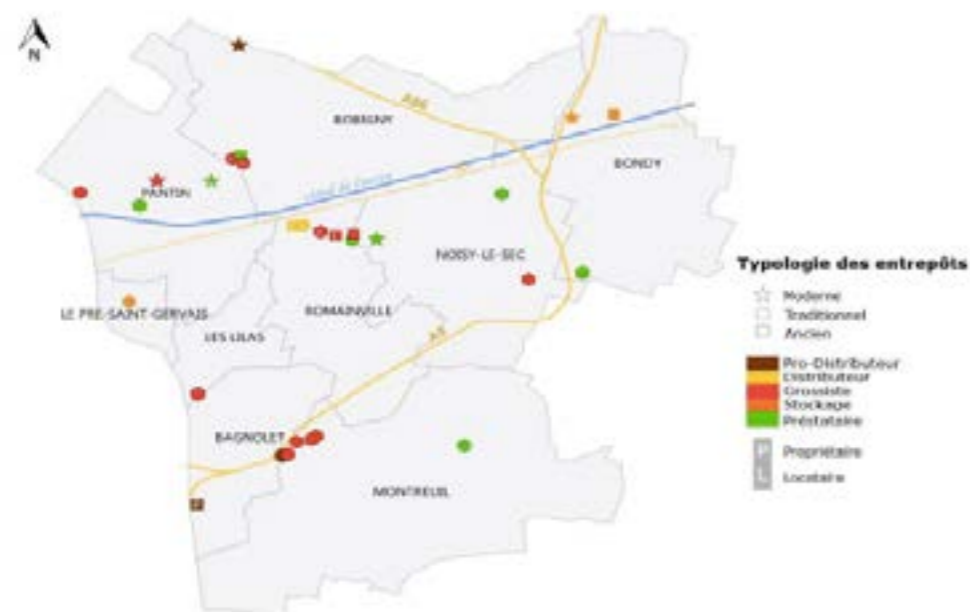 N
A86
BOBIGNY
BONDY
PANTIN
NOISY-LE-SEC
LE PRE-SAINT-GERVAIS
ROMAINVILLE
LES LILAS
A3
BAGNOLET
MONTREUIL
P
Typologie des entrepôts
Moderne
Traditionnel
Ancien
Pro-Distributeur
Distributeur
Grossiste
Stockage
Préstataire
P Propriétaire
L Locataire